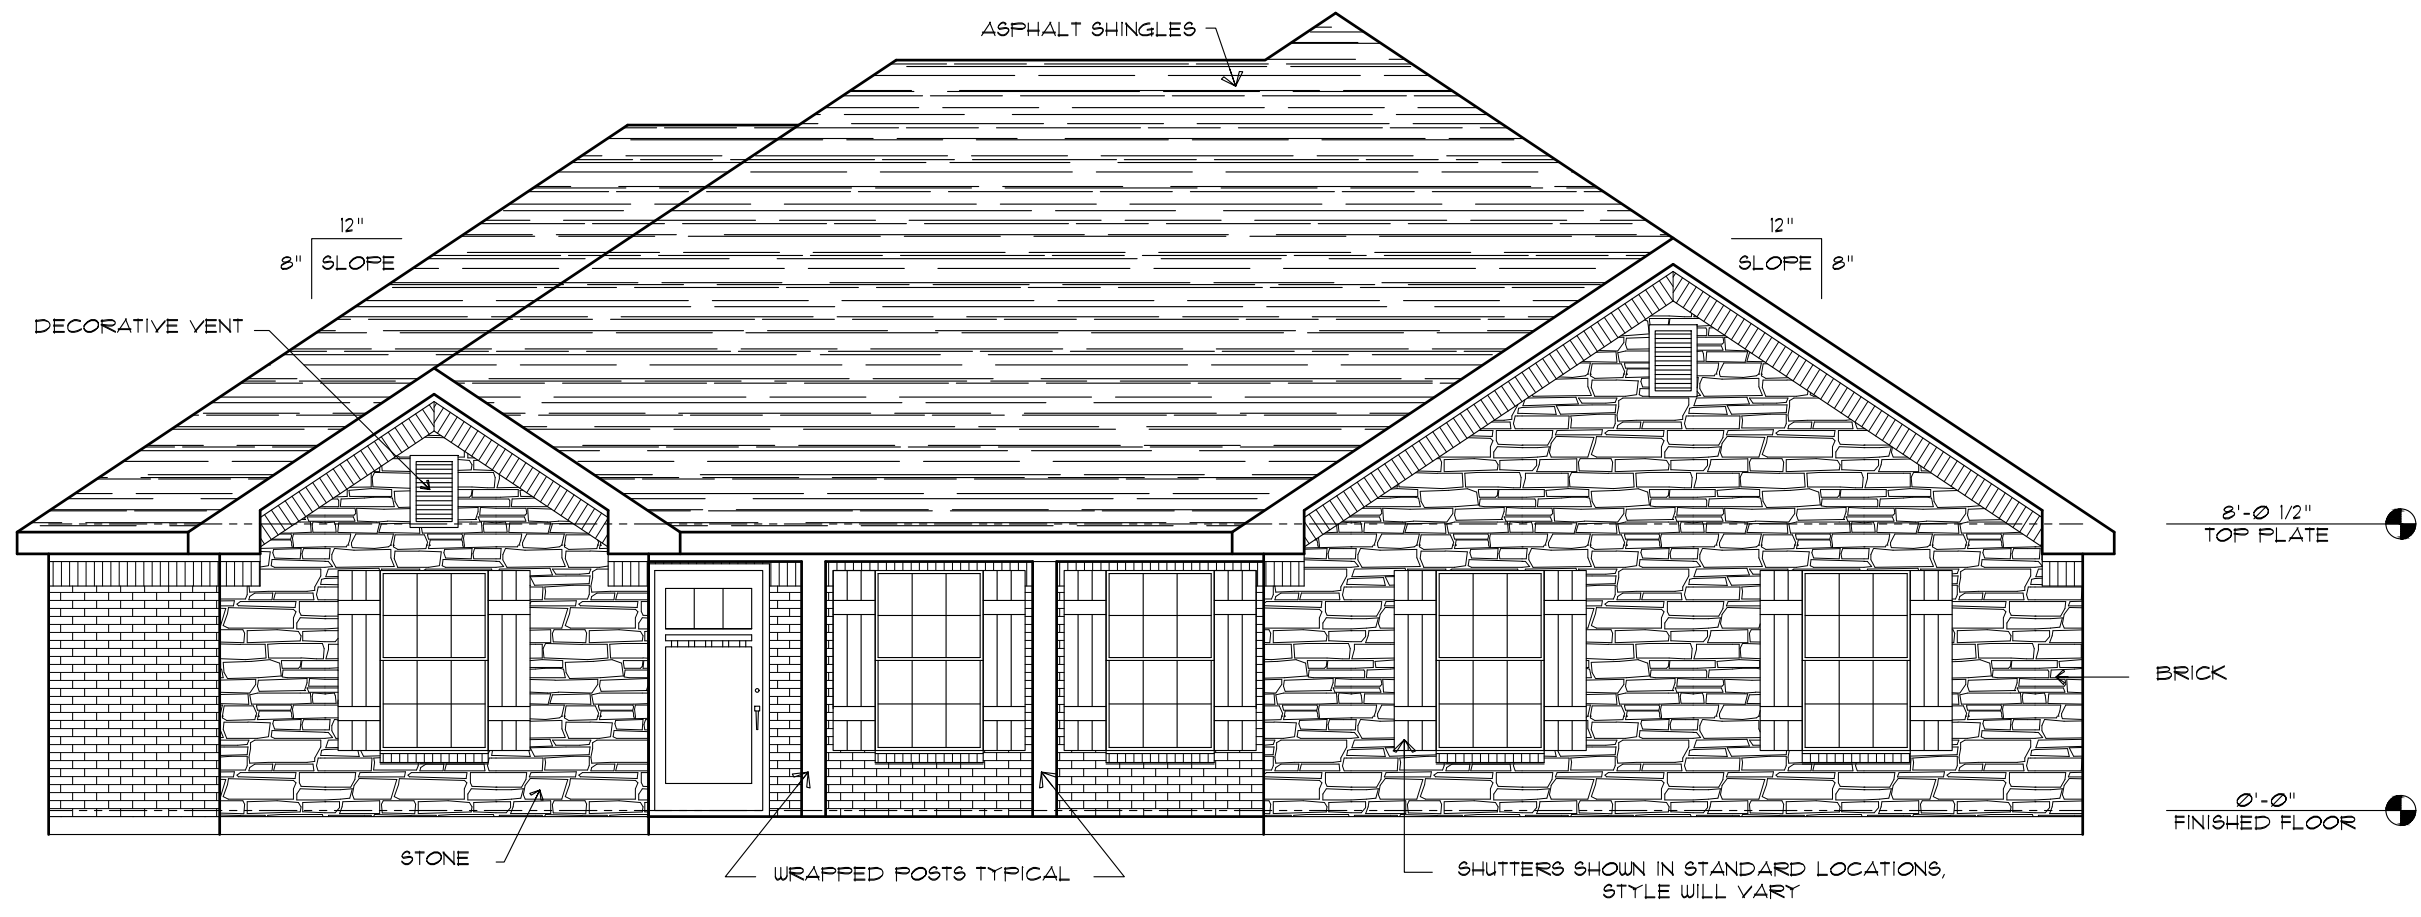 ASPHALT SHINGLES
12"
8" SLOPE
12"
SLOPE 8"
DECORATIVE VENT
8'-0 1/2"
TOP PLATE
BRICK
0'-0"
FINISHED FLOOR
STONE
WRAPPED POSTS TYPICAL
SHUTTERS SHOWN IN STANDARD LOCATIONS,
STYLE WILL VARY